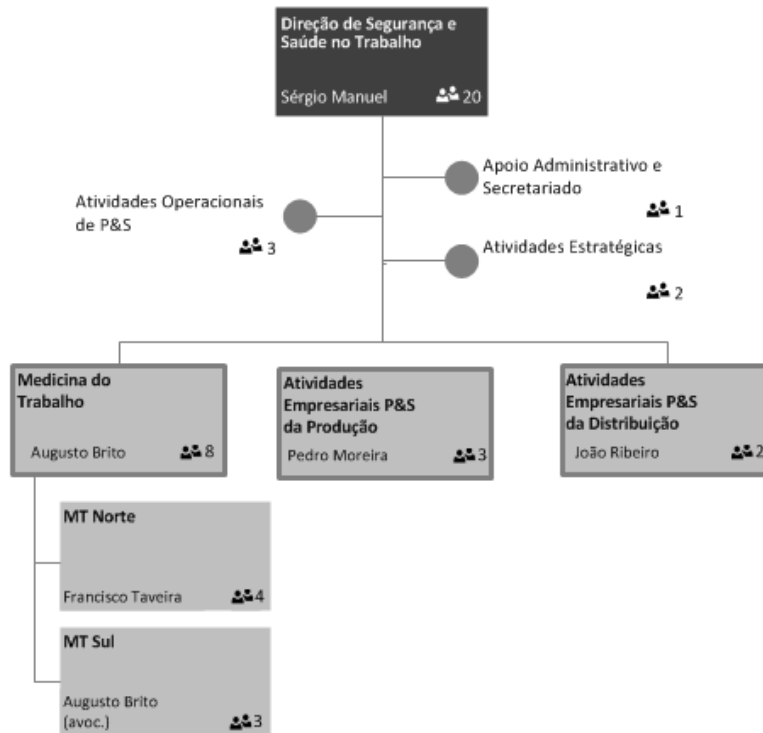 Direção de Segurança e
Saúde no Trabalho
Sérgio Manuel 20
Apoio Administrativo e
Secretariado
1
Atividades Operacionais
de P&S
3
Atividades Estratégicas
2
Medicina do
Trabalho
Augusto Brito 8
Atividades
Empresariais P&S
da Produção
Pedro Moreira 3
Atividades
Empresariais P&S
da Distribuição
João Ribeiro 2
MT Norte
Francisco Taveira 4
MT Sul
Augusto Brito
(avoc.) 3